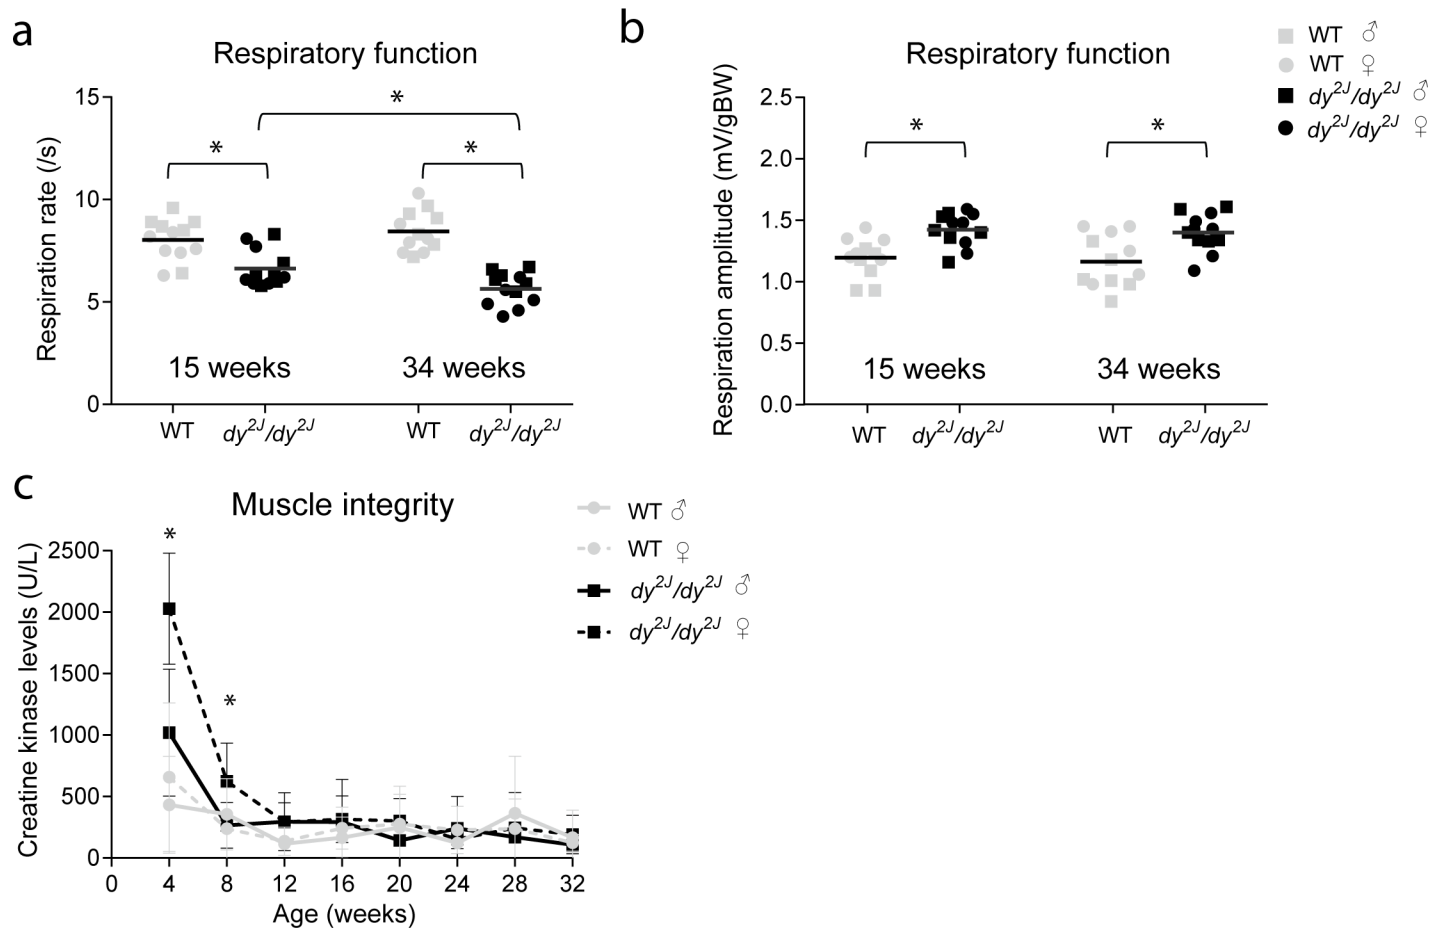 a
Respiratory function
Respiration rate (/s)
15
10
5
0
*
*
*
15 weeks
34 weeks
WT
dy²ᴶ/dy²ᴶ
WT
dy²ᴶ/dy²ᴶ
b
Respiratory function
Respiration amplitude (mV/gBW)
2.5
2.0
1.5
1.0
0.5
0.0
*
*
15 weeks
34 weeks
WT
dy²ᴶ/dy²ᴶ
WT
dy²ᴶ/dy²ᴶ
WT ♂
WT ♀
dy²ᴶ/dy²ᴶ ♂
dy²ᴶ/dy²ᴶ ♀
c
Muscle integrity
Creatine kinase levels (U/L)
2500
2000
1500
1000
500
0
*
*
0 4 8 12 16 20 24 28 32
Age (weeks)
WT ♂
WT ♀
dy²ᴶ/dy²ᴶ ♂
dy²ᴶ/dy²ᴶ ♀